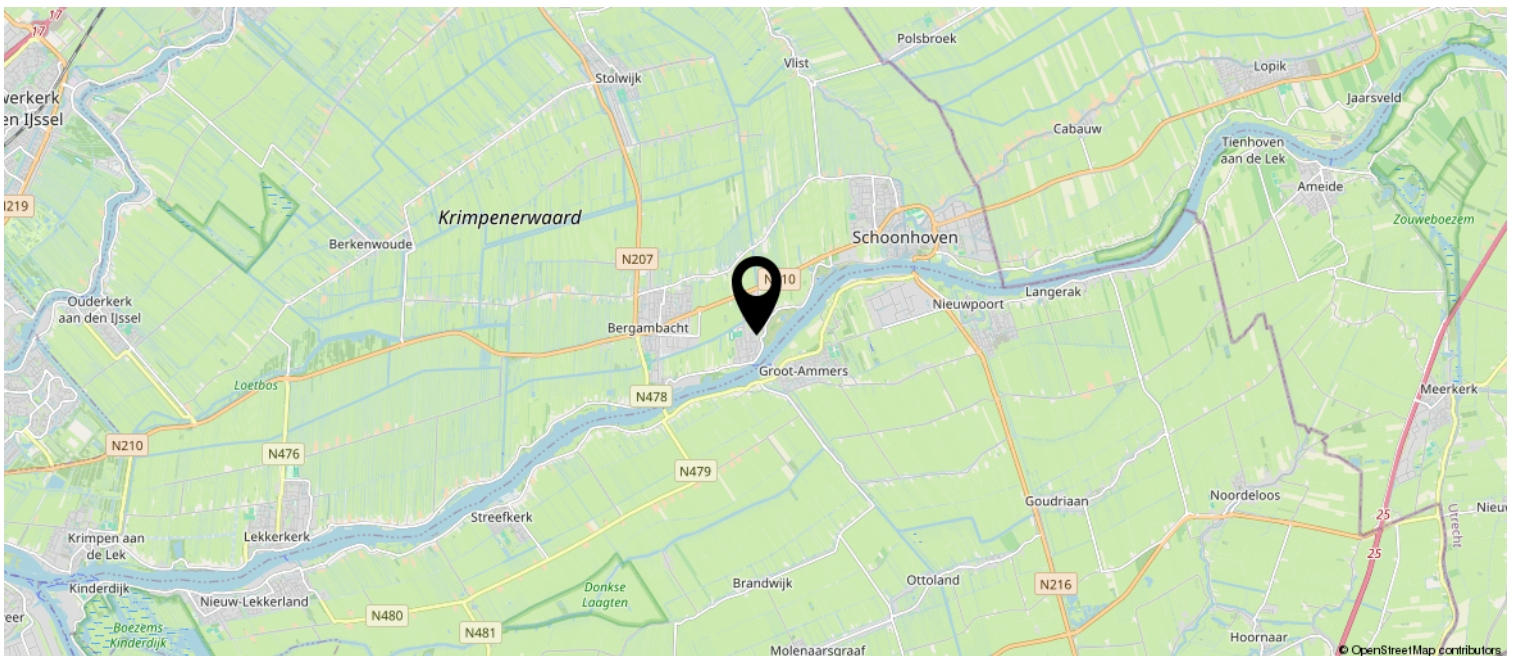 17
Polsbroek
Vlist
Lopik
Stolwijk
werkerk
en IJssel
Jaarsveld
Cabauw
Tienhoven
aan de Lek
Ameide
N219
Krimpenerwaard
Zouweboezem
Berkenwoude
Schoonhoven
N207
Langerak
Nieuwpoort
Ouderkerk
aan den IJssel
Bergambacht
Groot-Ammers
Loetbos
Meerkerk
N478
N210
N476
N479
Noordeloos
Goudriaan
Nieuw
25
Utrecht
Streefkerk
Krimpen aan
de Lek
Lekkerkerk
25
Kinderdijk
Nieuw-Lekkerland
Donkse
Laagten
Brandwijk
Ottoland
N216
N480
N481
Boezems
Kinderdijk
Hoornaar
Molenaarsgraaf
© OpenStreetMap contributors